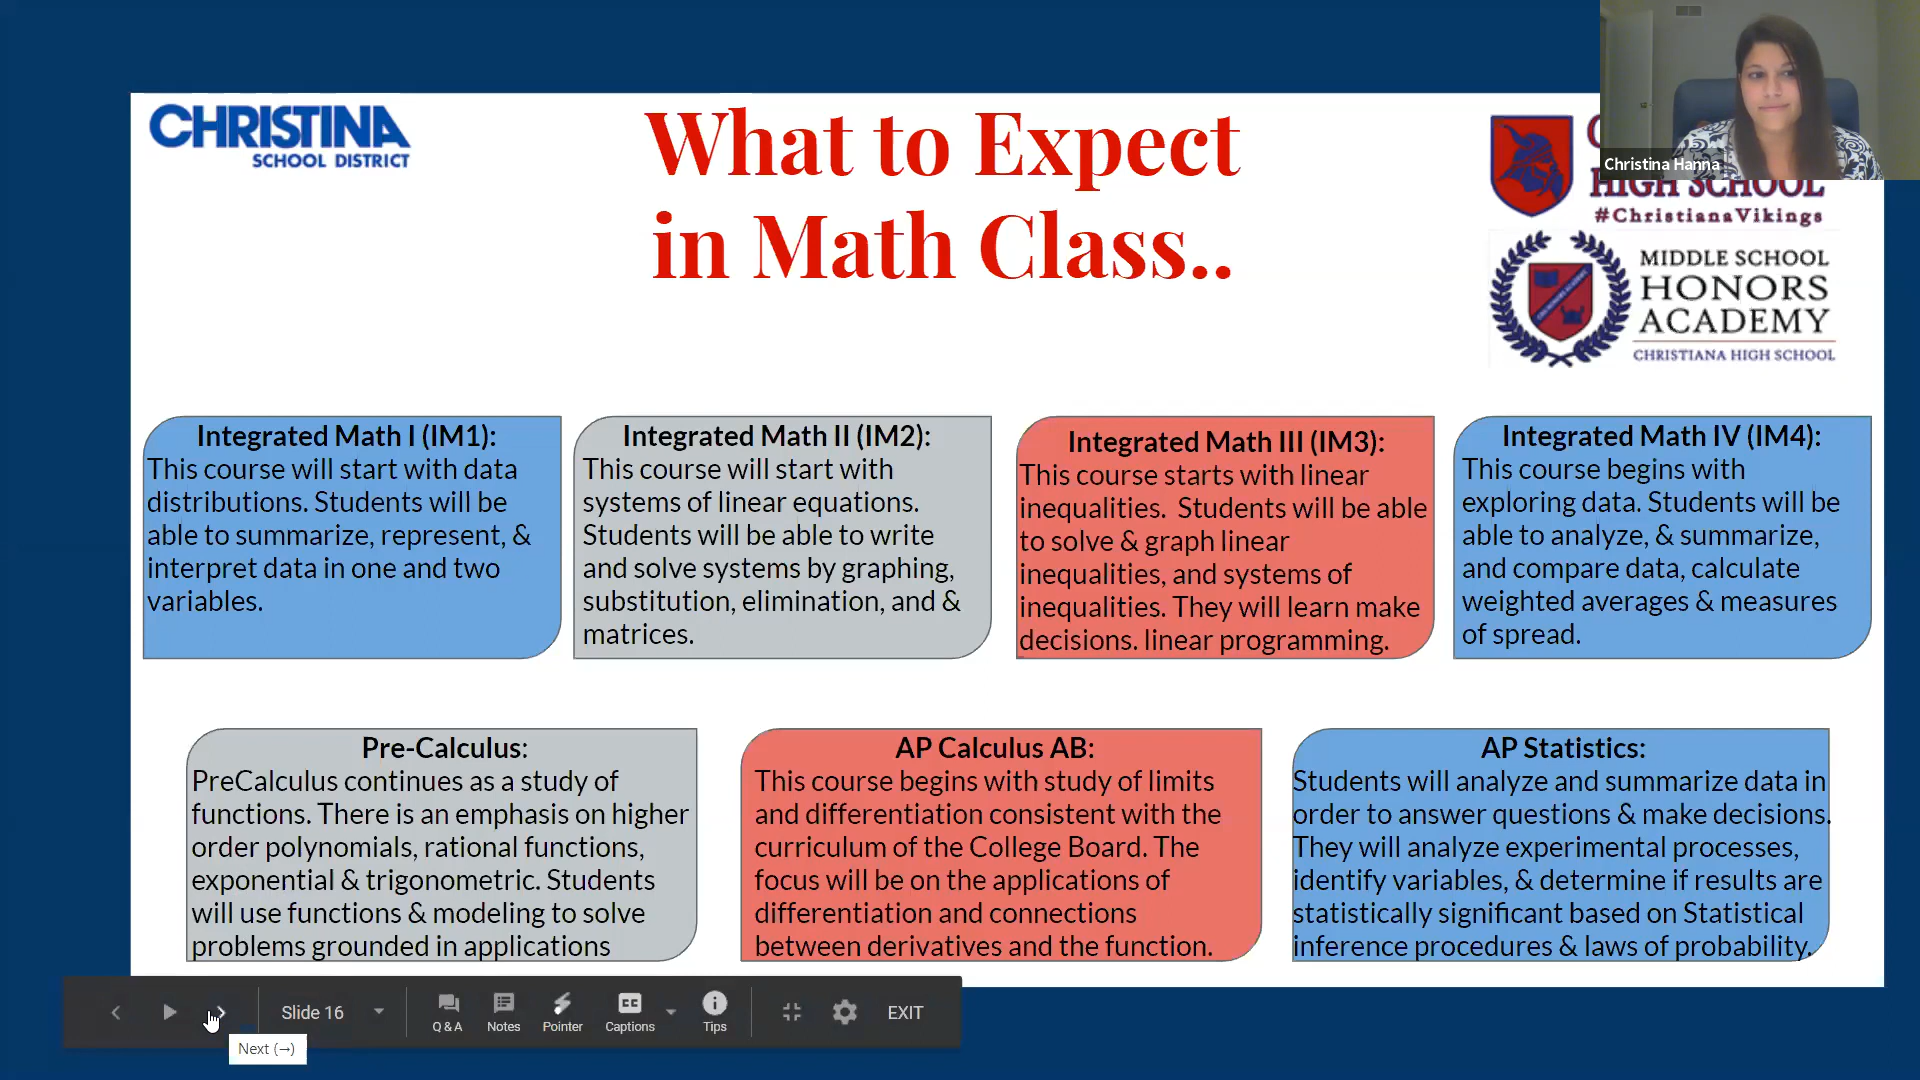 CHRISTINA
SCHOOL DISTRICT
What to Expect
in Math Class..
Christina Hanna
HIGH SCHOOL
#ChristianaVikings
MIDDLE SCHOOL
HONORS
ACADEMY
CHRISTIANA HIGH SCHOOL
Integrated Math I (IM1):
This course will start with data
distributions. Students will be
able to summarize, represent, &
interpret data in one and two
variables.
Integrated Math II (IM2):
This course will start with
systems of linear equations.
Students will be able to write
and solve systems by graphing,
substitution, elimination, and &
matrices.
Integrated Math III (IM3):
This course starts with linear
inequalities. Students will be able
to solve & graph linear
inequalities, and systems of
inequalities. They will learn make
decisions. linear programming.
Integrated Math IV (IM4):
This course begins with
exploring data. Students will be
able to analyze, & summarize,
and compare data, calculate
weighted averages & measures
of spread.
Pre-Calculus:
PreCalculus continues as a study of
functions. There is an emphasis on higher
order polynomials, rational functions,
exponential & trigonometric. Students
will use functions & modeling to solve
problems grounded in applications
AP Calculus AB:
This course begins with study of limits
and differentiation consistent with the
curriculum of the College Board. The
focus will be on the applications of
differentiation and connections
between derivatives and the function.
AP Statistics:
Students will analyze and summarize data in
order to answer questions & make decisions.
They will analyze experimental processes,
identify variables, & determine if results are
statistically significant based on Statistical
inference procedures & laws of probability.
Slide 16
Q & A
Notes
Pointer
CC
Captions
Tips
EXIT
Next (→)